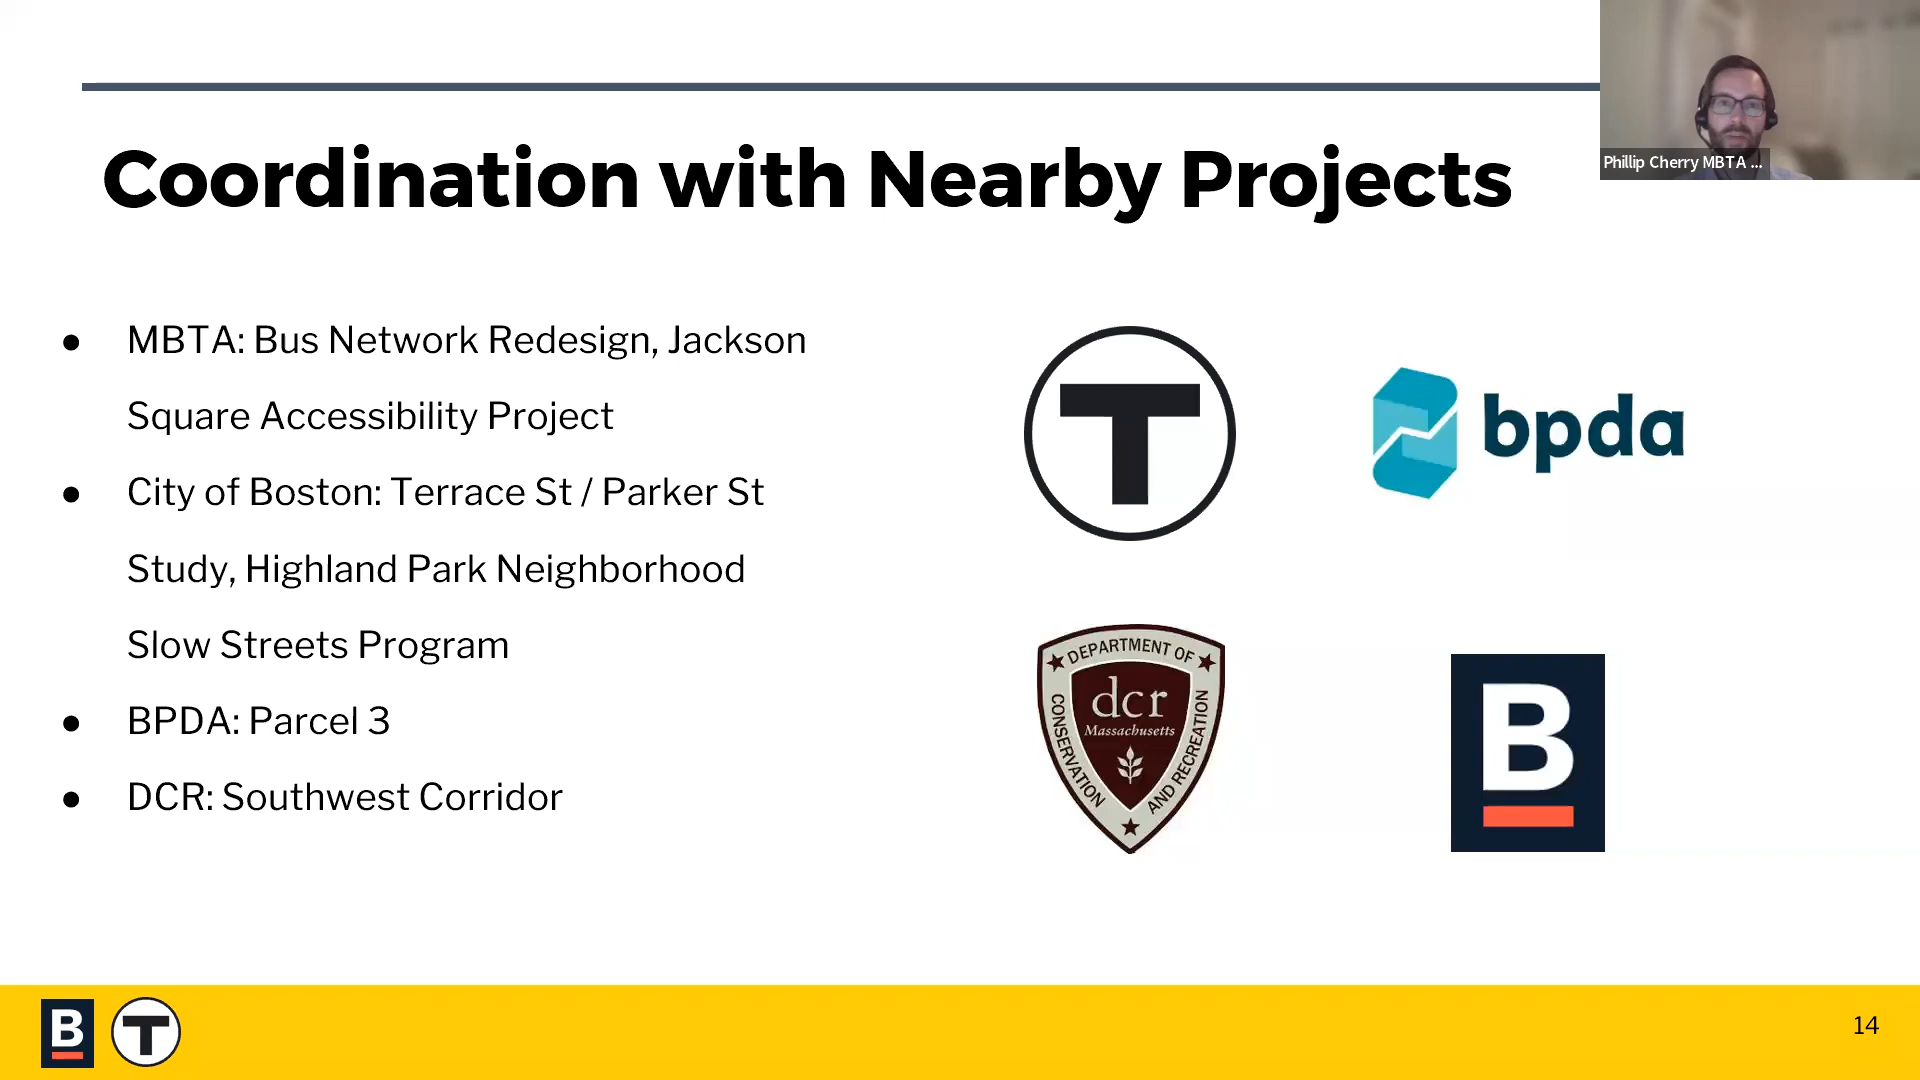 Phillip Cherry MBTA ...
Coordination with Nearby Projects
● MBTA: Bus Network Redesign, Jackson
Square Accessibility Project
● City of Boston: Terrace St / Parker St
Study, Highland Park Neighborhood
Slow Streets Program
● BPDA: Parcel 3
● DCR: Southwest Corridor
T
bpda
DEPARTMENT OF
CONSERVATION
AND RECREATION
dcr
Massachusetts
B
B
T
14